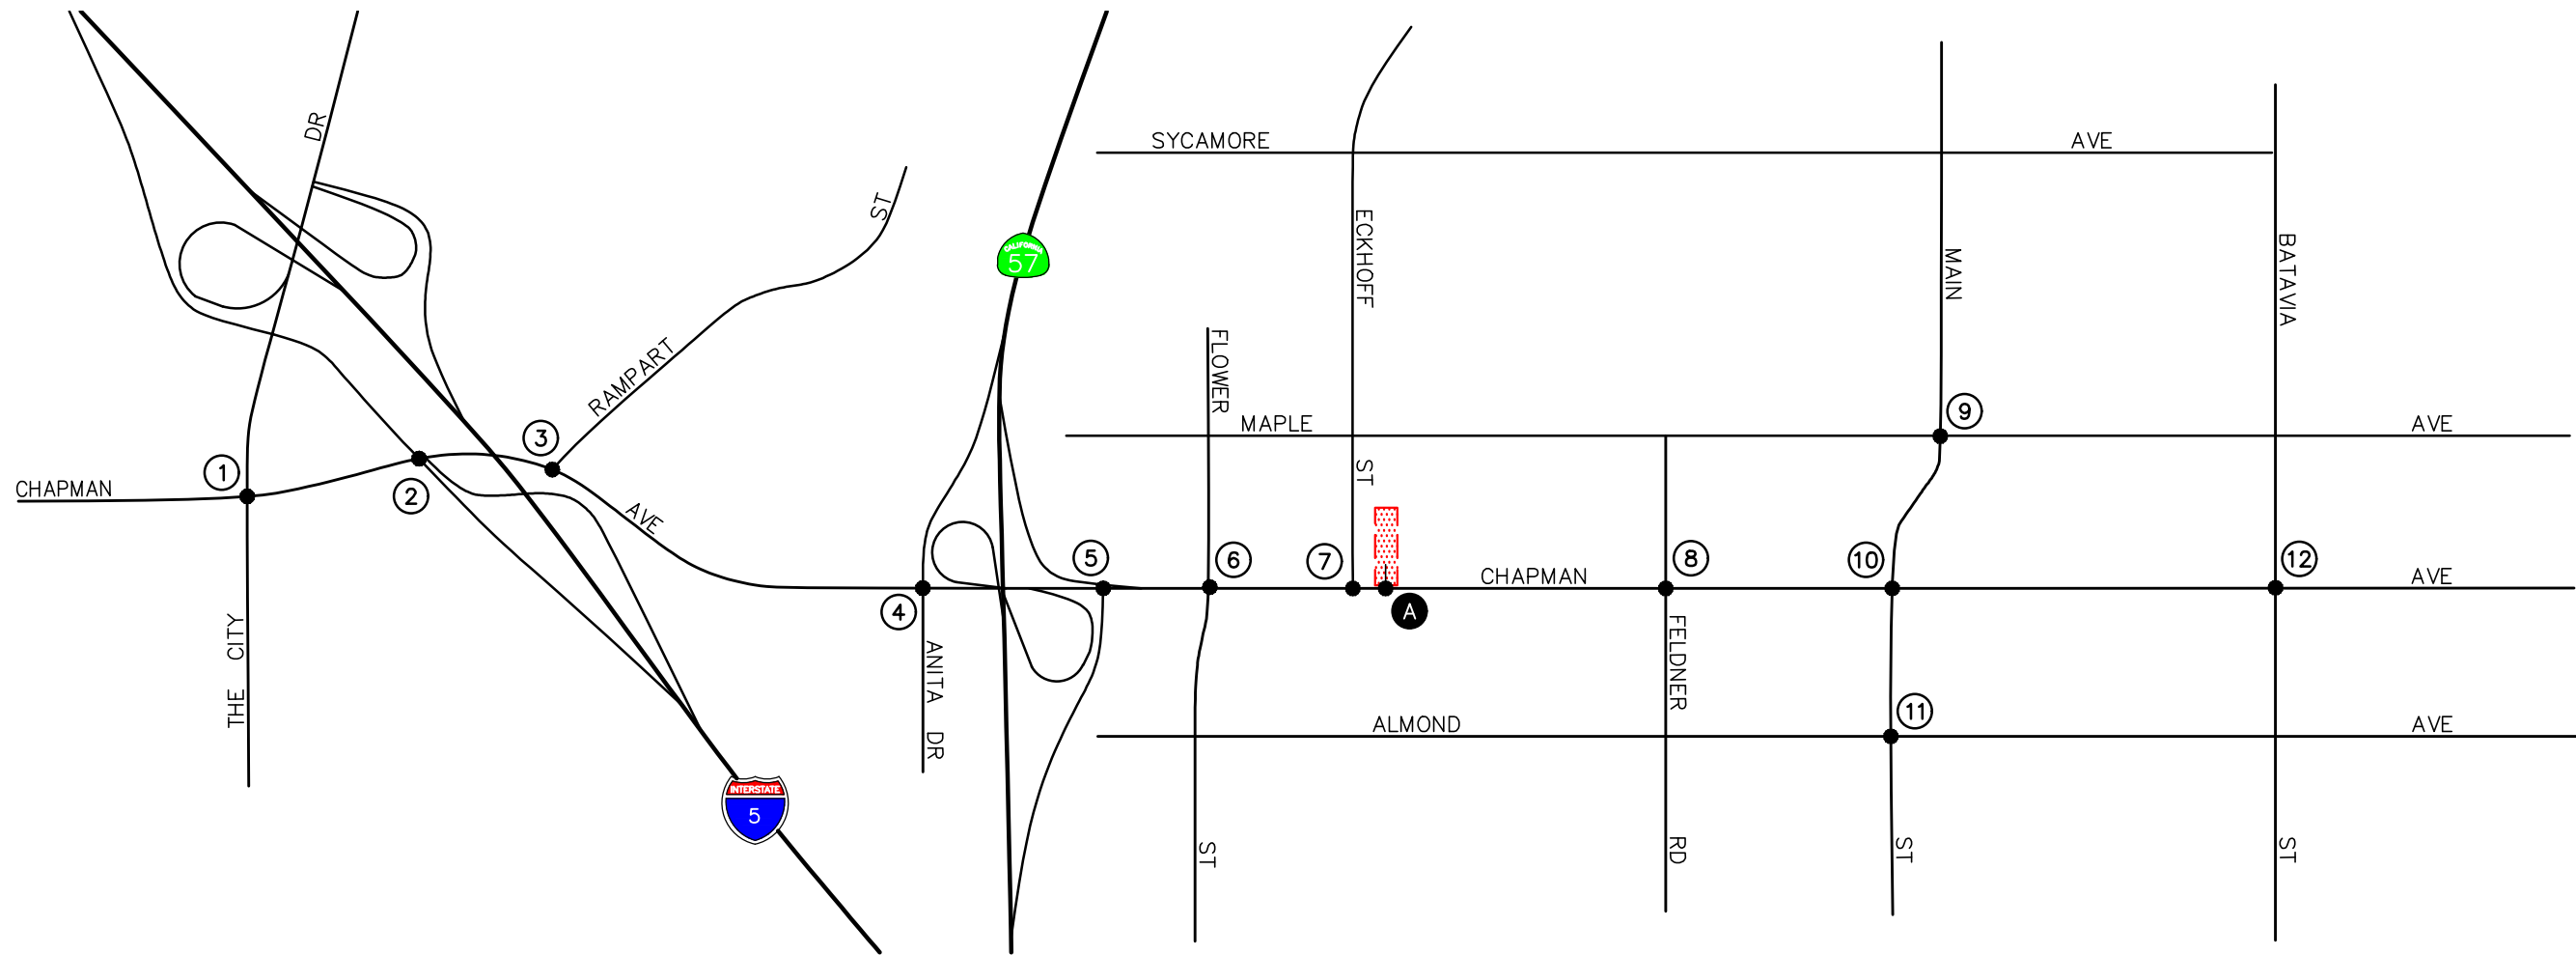 DR
SYCAMORE AVE
ST
ECKHOFF
CALIFORNIA
57
MAIN
BATAVIA
FLOWER
RAMPART
9
MAPLE AVE
3
1
ST
CHAPMAN
2
AVE
5
6
7
8
10
12
CHAPMAN AVE
4
A
THE CITY
ANITA DR
FELDNER
11
ALMOND AVE
INTERSTATE
5
ST
RD
ST
ST